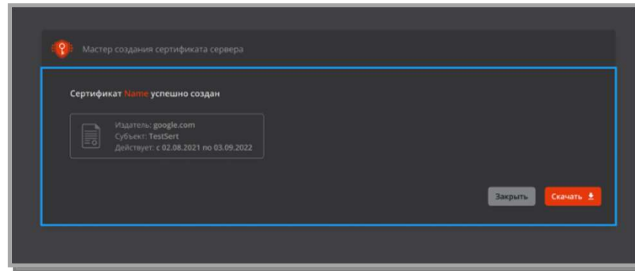 Мастер создания сертификата сервера
Сертификат Name успешно создан
Издатель: google.com
Субъект: TestSert
Действует: с 02.08.2021 по 03.09.2022
Закрыть
Скачать